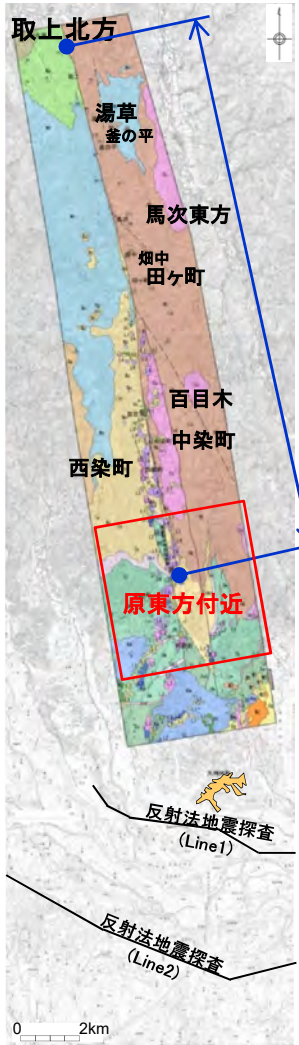 取上北方
湯草
釜の平
馬次東方
畑中
田ヶ町
百目木
中染町
西染町
原東方付近
反射法地震探査
(Line1)
反射法地震探査
(Line2)
0 2km